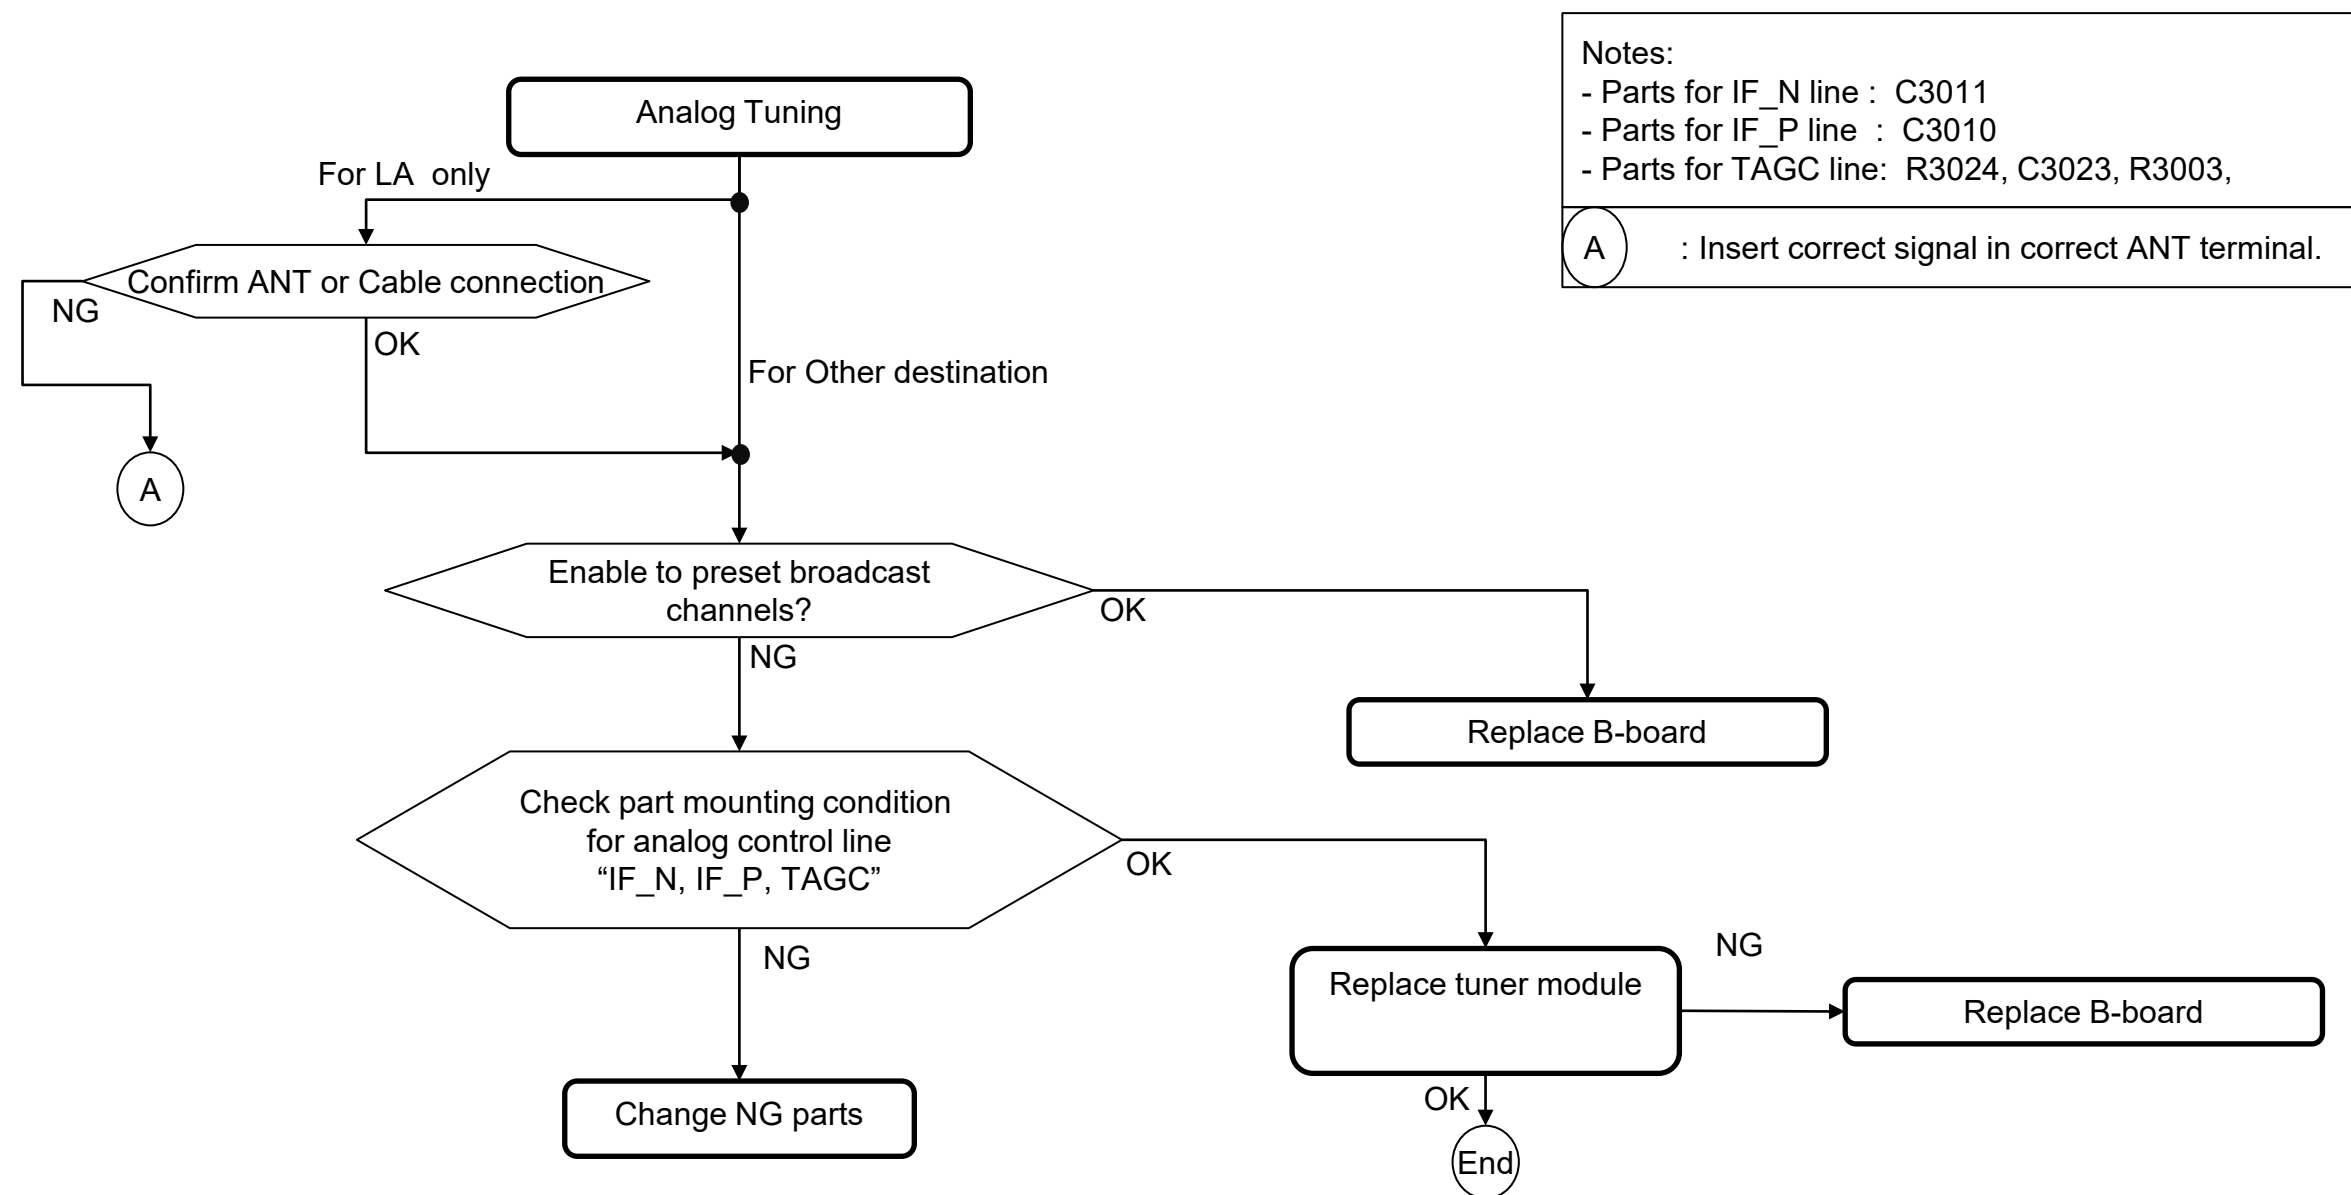 Notes:
- Parts for IF_N line :  C3011
- Parts for IF_P line  :  C3010
- Parts for TAGC line:  R3024, C3023, R3003,
A
: Insert correct signal in correct ANT terminal.
Analog Tuning
For LA  only
Confirm ANT or Cable connection
NG
OK
For Other destination
A
Enable to preset broadcast
channels?
OK
NG
Replace B-board
Check part mounting condition
for analog control line
“IF_N, IF_P, TAGC”
OK
NG
Replace tuner module
NG
Replace B-board
OK
End
Change NG parts